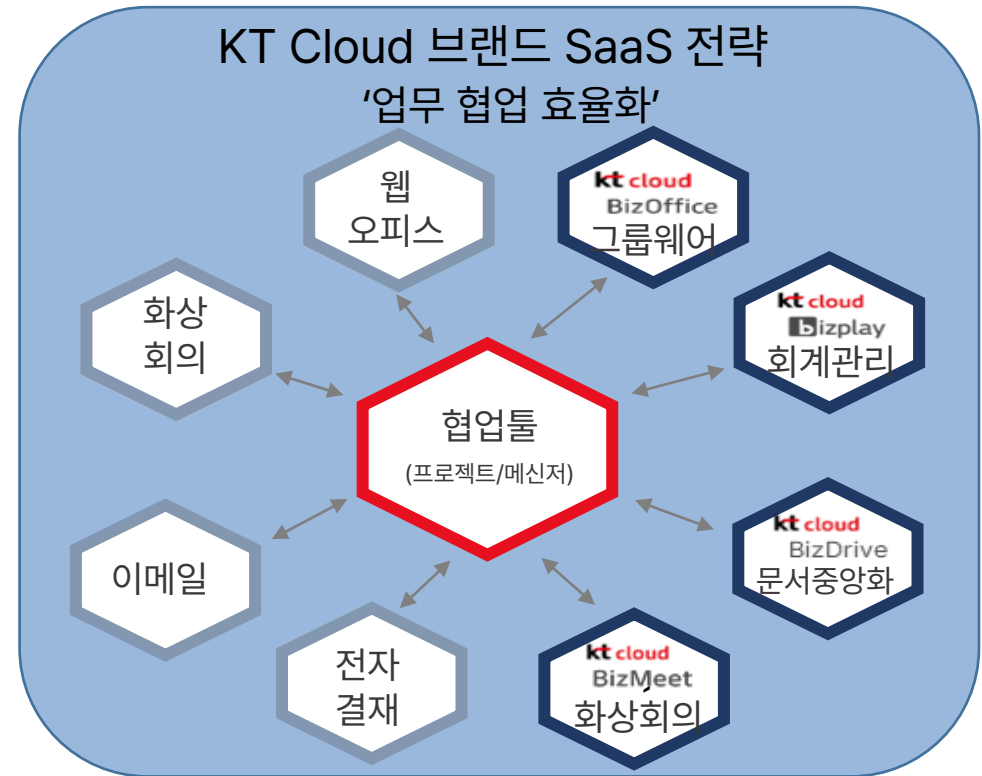 KT Cloud 브랜드 SaaS 전략
‘업무 협업 효율화’
웹
오피스
kt cloud
BizOffice
그룹웨어
화상
회의
kt cloud
bizplay
회계관리
협업툴
(프로젝트/메신저)
이메일
kt cloud
BizDrive
문서중앙화
전자
결재
kt cloud
BizMeet
화상회의